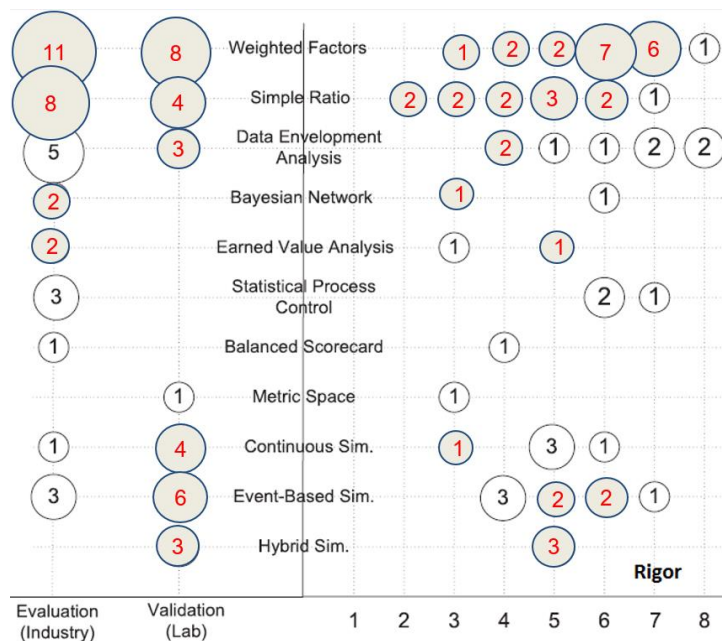 11 8 Weighted Factors 1 2 2 7 6 1
8 4 Simple Ratio 2 2 2 3 2 1
5 3 Data Envelopment 2 1 1 2 2
Analysis
2 Bayesian Network 1 1
2 Earned Value Analysis 1 1
3 Statistical Process 2 1
Control
1 Balanced Scorecard 1
1 Metric Space 1
1 4 Continuous Sim. 1 3 1
3 6 Event-Based Sim. 3 2 2 1
3 Hybrid Sim. 3
Rigor
Evaluation Validation 1 2 3 4 5 6 7 8
(Industry) (Lab)